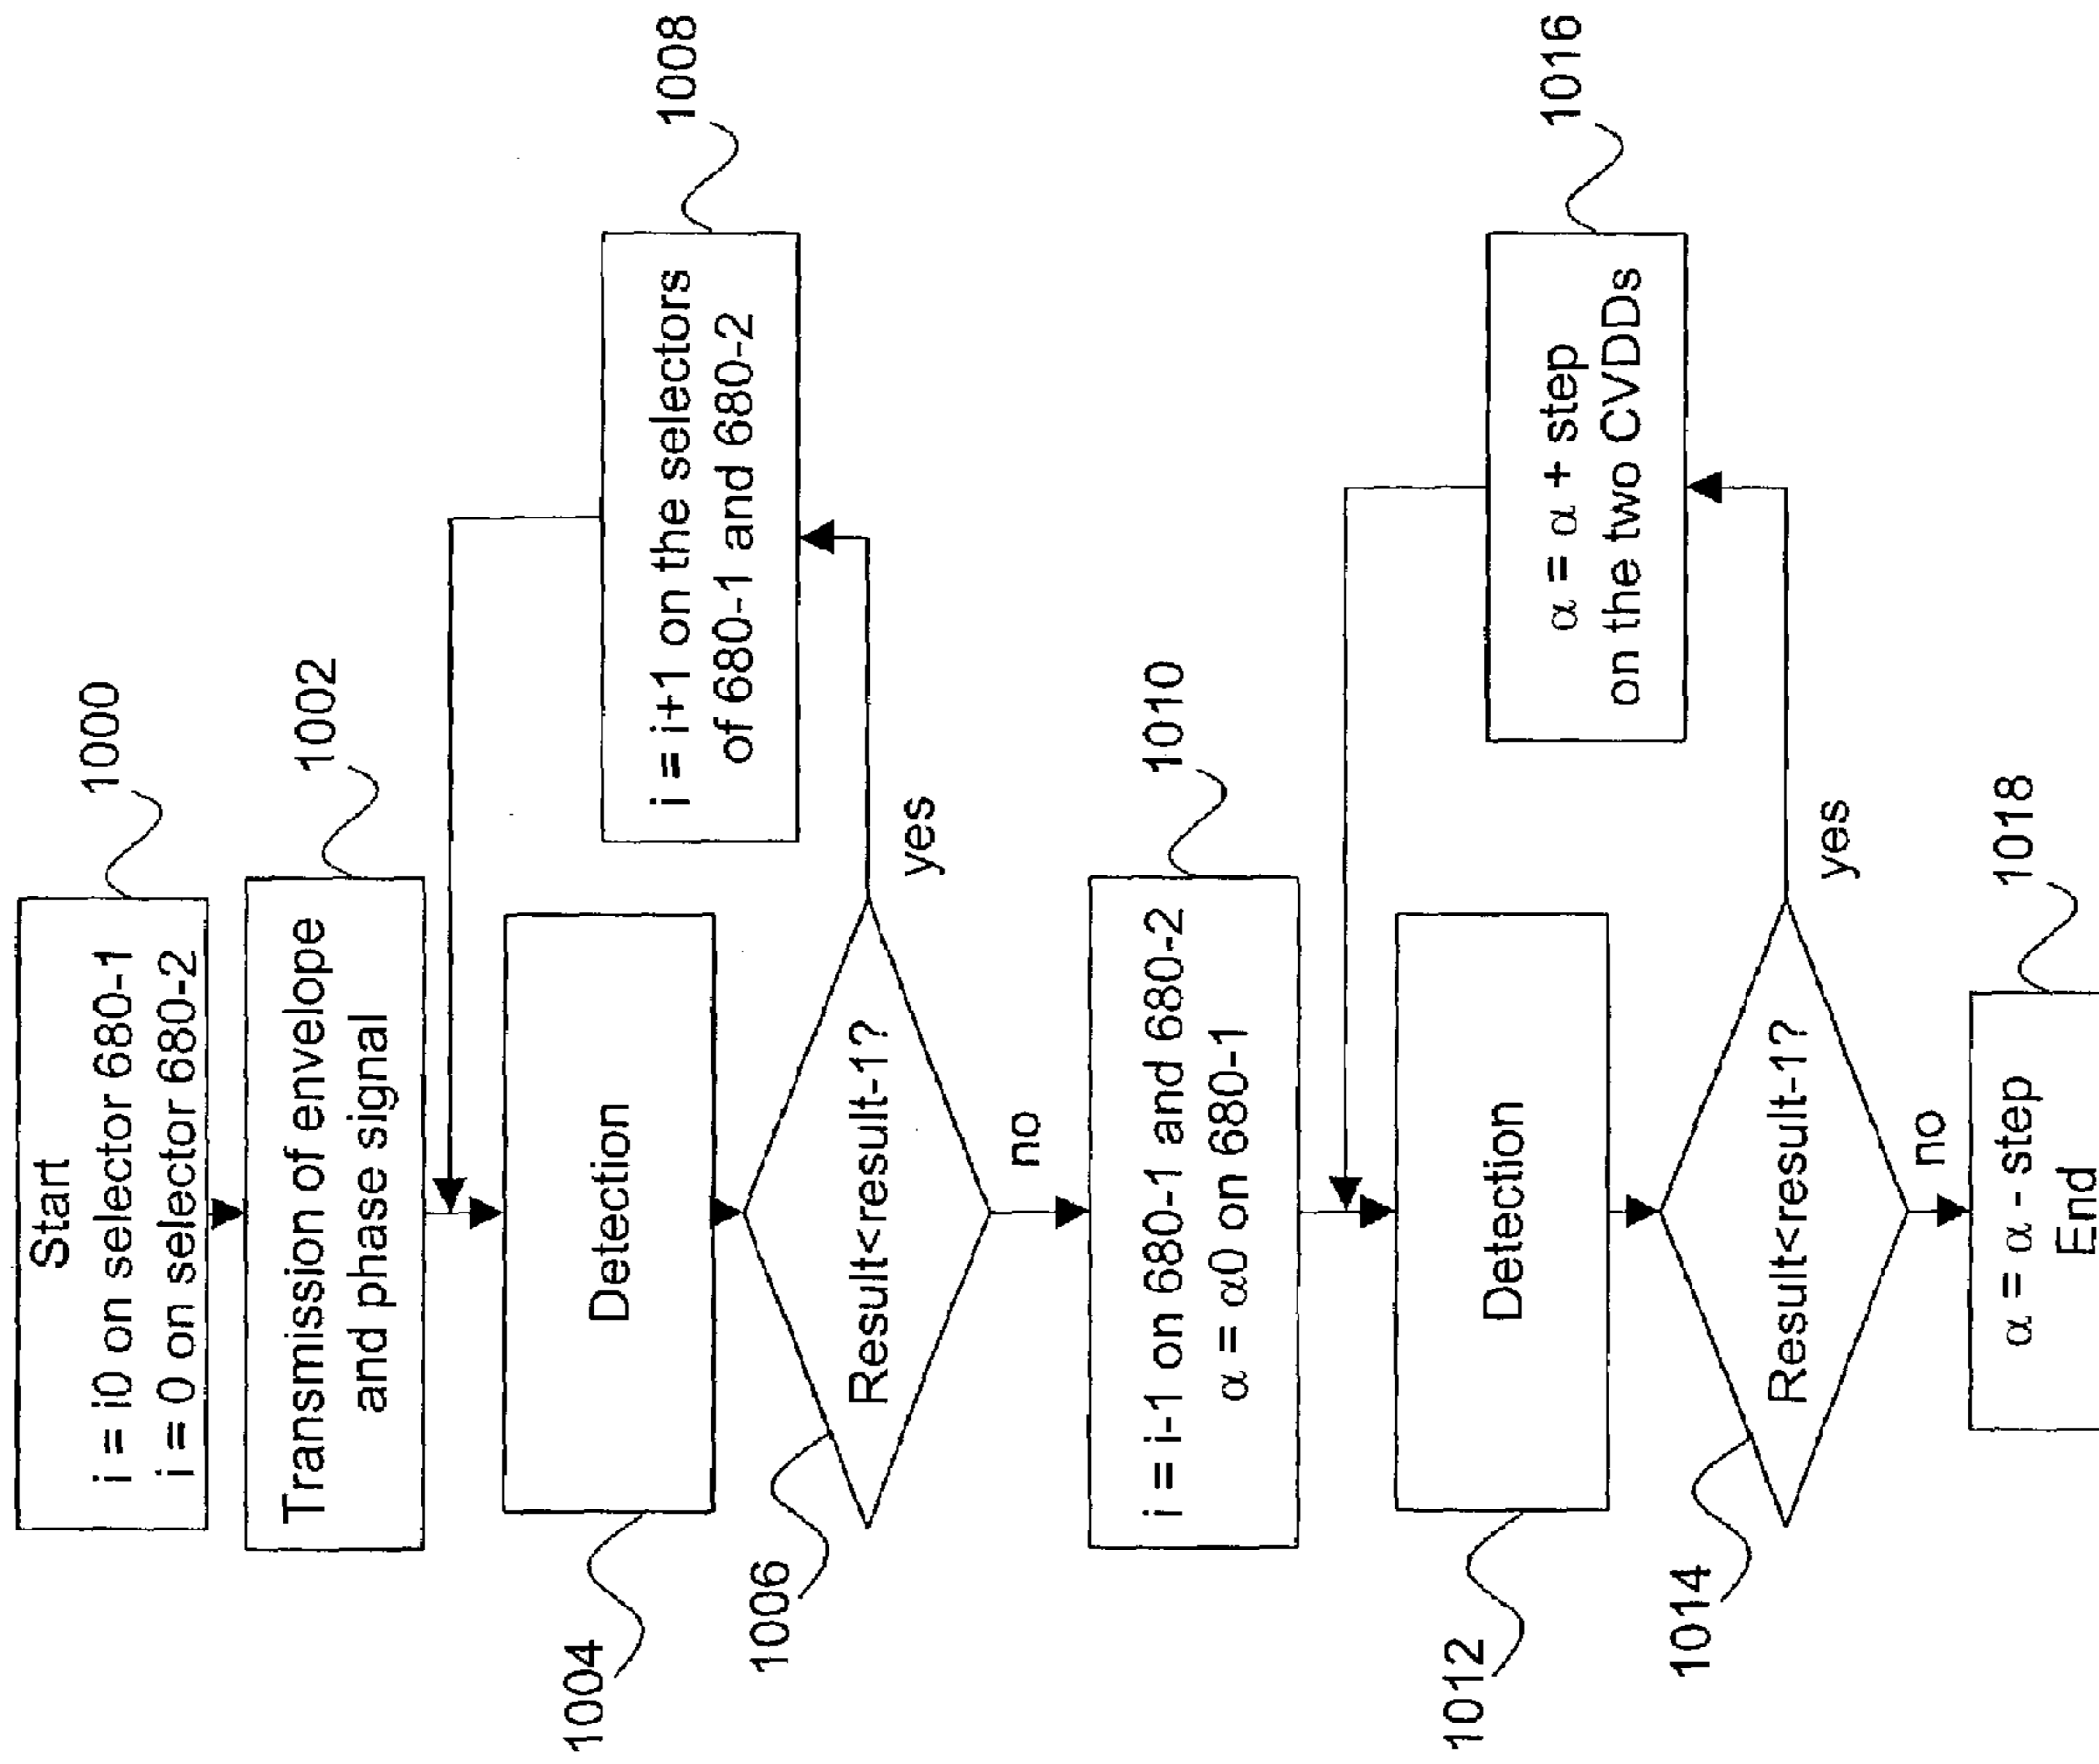 Start
i = i0 on selector 680-1
i = 0 on selector 680-2
1000
Transmission of envelope
and phase signal
1002
Detection
1004
Result<result-1?
1006
yes
i = i+1 on the selectors
of 680-1 and 680-2
1008
no
i = i-1 on 680-1 and 680-2
α = α0 on 680-1
1010
Detection
1012
Result<result-1?
1014
yes
α = α + step
on the two CVDDs
1016
no
α = α - step
End
1018